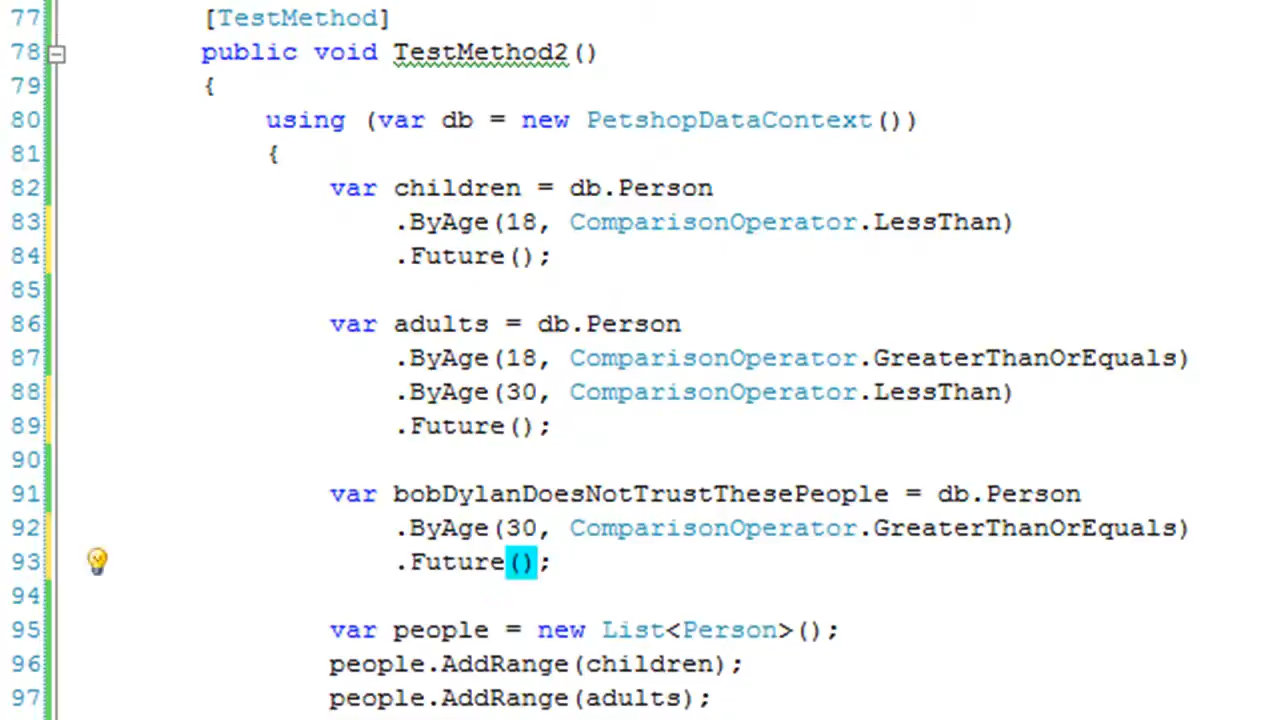 77 [TestMethod]
78 public void TestMethod2()
79 {
80 using (var db = new PetshopDataContext())
81 {
82 var children = db.Person
83 .ByAge(18, ComparisonOperator.LessThan)
84 .Future();
85
86 var adults = db.Person
87 .ByAge(18, ComparisonOperator.GreaterThanOrEquals)
88 .ByAge(30, ComparisonOperator.LessThan)
89 .Future();
90
91 var bobDylanDoesNotTrustThesePeople = db.Person
92 .ByAge(30, ComparisonOperator.GreaterThanOrEquals)
93 .Future();
94
95 var people = new List<Person>();
96 people.AddRange(children);
97 people.AddRange(adults);